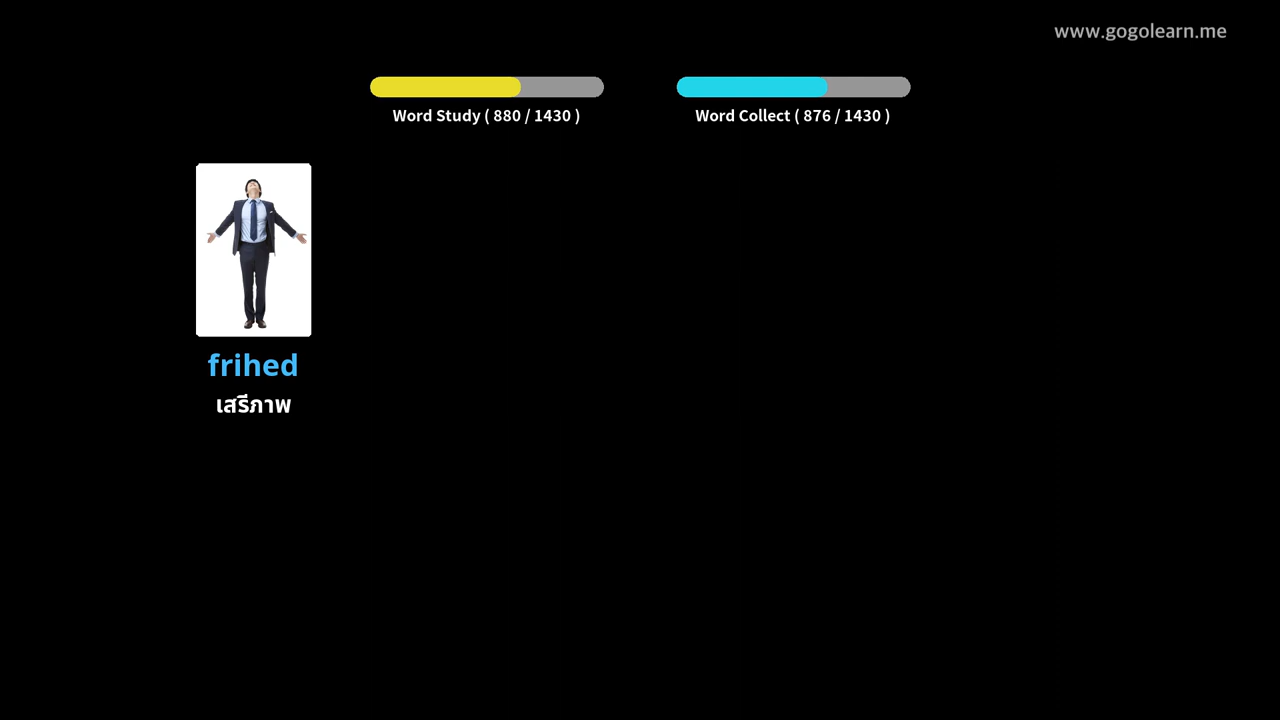 www.gogolearn.me
Word Study ( 880 / 1430 )
Word Collect ( 876 / 1430 )
frihed
เสรีภาพ